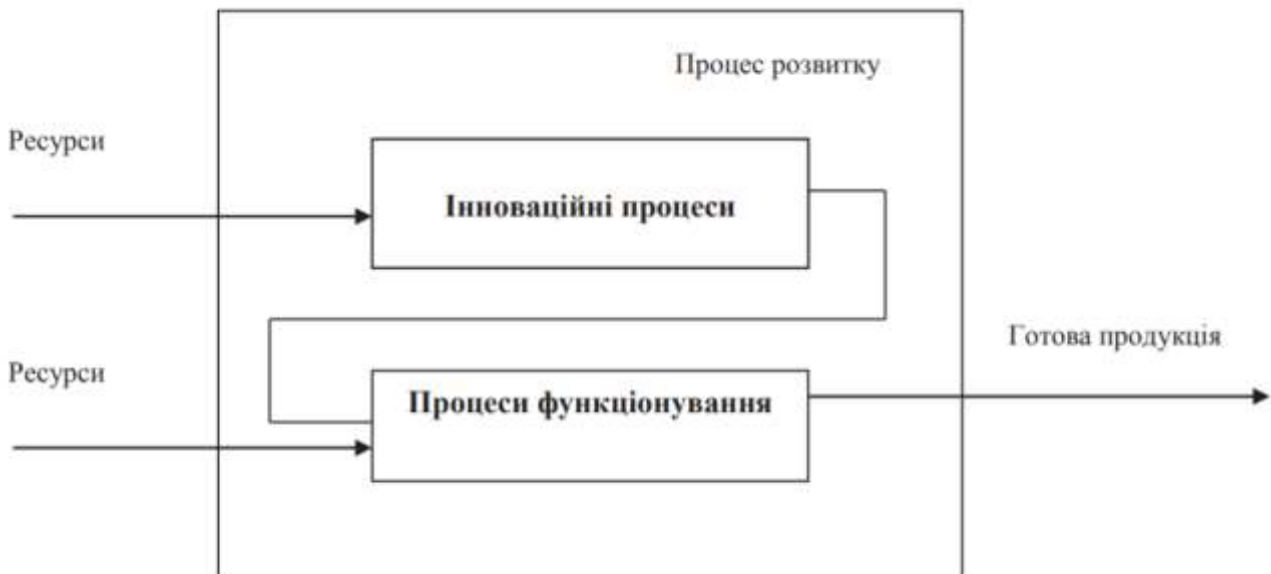 Процес розвитку
Ресурси
Інноваційні процеси
Готова продукція
Ресурси
Процеси функціонування